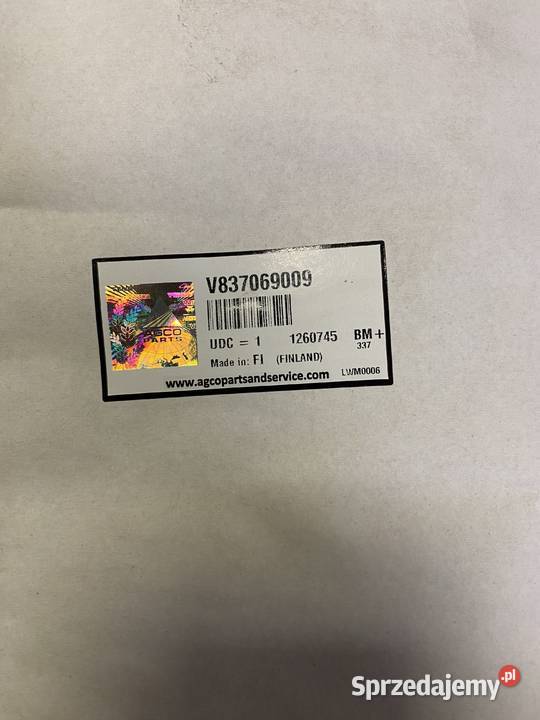 V837069009
AGCO
PARTS
UDC = 1 1260745 BM+
337
Made in: FI (FINLAND)
www.agcopartsandservice.com LWM0006
Sprzedajemy.pl